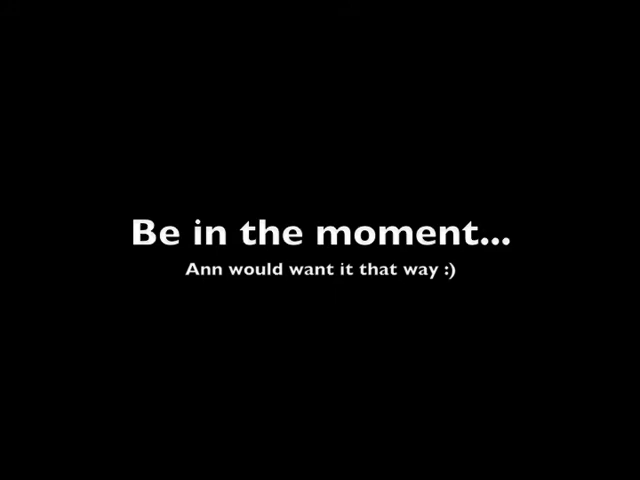 Be in the moment...
Ann would want it that way :)